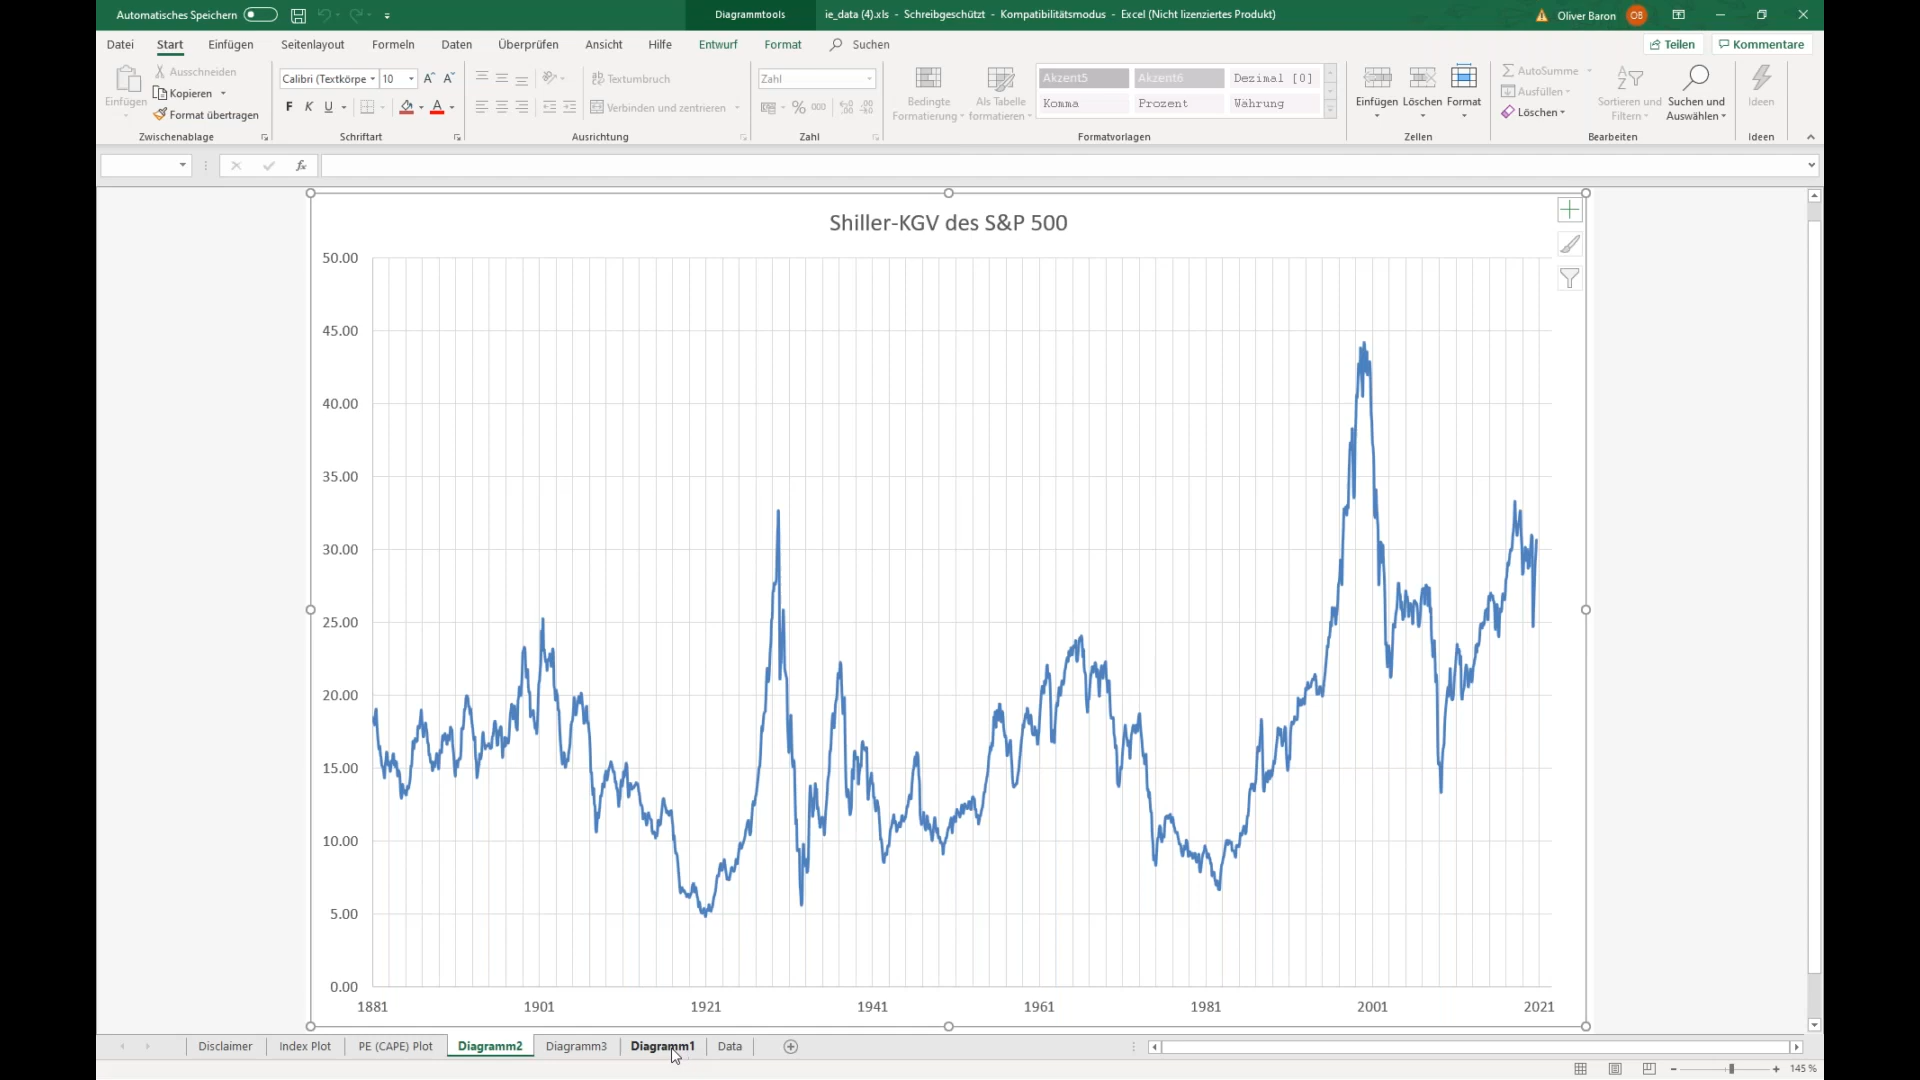 Automatisches Speichern
Diagrammtools
ie_data (4).xls - Schreibgeschützt - Kompatibilitätsmodus - Excel (Nicht lizenziertes Produkt)
Oliver Baron
OB
Datei
Start
Einfügen
Seitenlayout
Formeln
Daten
Überprüfen
Ansicht
Hilfe
Entwurf
Format
Suchen
Teilen
Kommentare
Einfügen
Ausschneiden
Kopieren
Format übertragen
Zwischenablage
Calibri (Textkörpe
10
F K U
Schriftart
Textumbruch
Verbinden und zentrieren
Ausrichtung
Zahl
% 000
Zahl
Bedingte
Formatierung
Als Tabelle
formatieren
Akzent5
Akzent6
Dezimal [0]
Komma
Prozent
Währung
Formatvorlagen
Einfügen
Löschen
Format
Zellen
AutoSumme
Ausfüllen
Löschen
Sortieren und
Filtern
Suchen und
Auswählen
Bearbeiten
Ideen
Ideen
fx
Shiller-KGV des S&P 500
50.00
45.00
40.00
35.00
30.00
25.00
20.00
15.00
10.00
5.00
0.00
1881
1901
1921
1941
1961
1981
2001
2021
Disclaimer
Index Plot
PE (CAPE) Plot
Diagramm2
Diagramm3
Diagramm1
Data
145 %